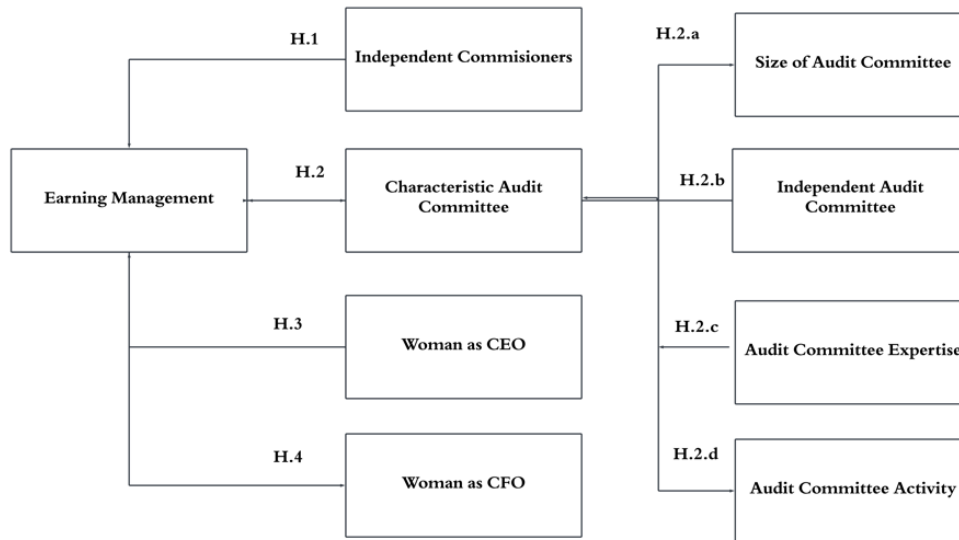 H.1
Independent Commisioners
H.2.a
Size of Audit Committee
Earning Management
H.2
Characteristic Audit
Committee
H.2.b
Independent Audit
Committee
H.3
Woman as CEO
H.2.c
Audit Committee Expertise
H.4
Woman as CFO
H.2.d
Audit Committee Activity